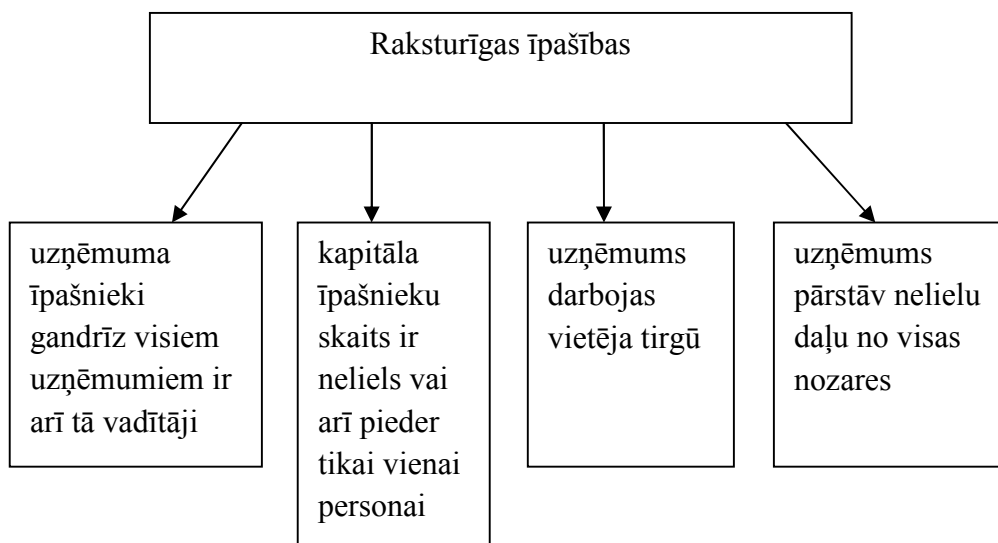 Raksturīgas īpašības
uzņēmuma
īpašnieki
gandrīz visiem
uzņēmumiem ir
arī tā vadītāji
kapitāla
īpašnieku
skaits ir
neliels vai
arī pieder
tikai vienai
personai
uzņēmums
darbojas
vietēja tirgū
uzņēmums
pārstāv nelielu
daļu no visas
nozares